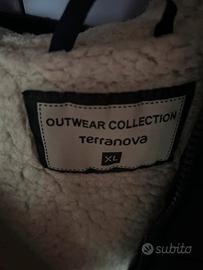 OUTWEAR COLLECTION
Terranova
XL
subito